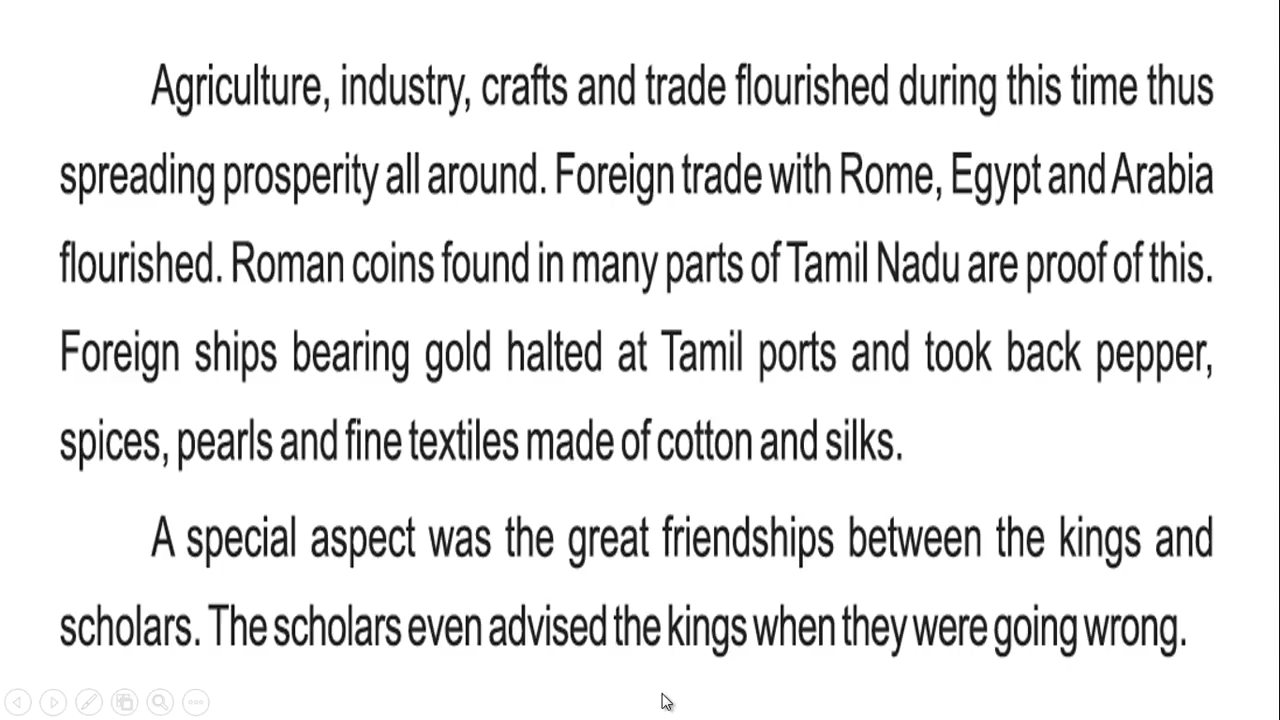 Agriculture, industry, crafts and trade flourished during this time thus
spreading prosperity all around. Foreign trade with Rome, Egypt and Arabia
flourished. Roman coins found in many parts of Tamil Nadu are proof of this.
Foreign ships bearing gold halted at Tamil ports and took back pepper,
spices, pearls and fine textiles made of cotton and silks.
A special aspect was the great friendships between the kings and
scholars. The scholars even advised the kings when they were going wrong.